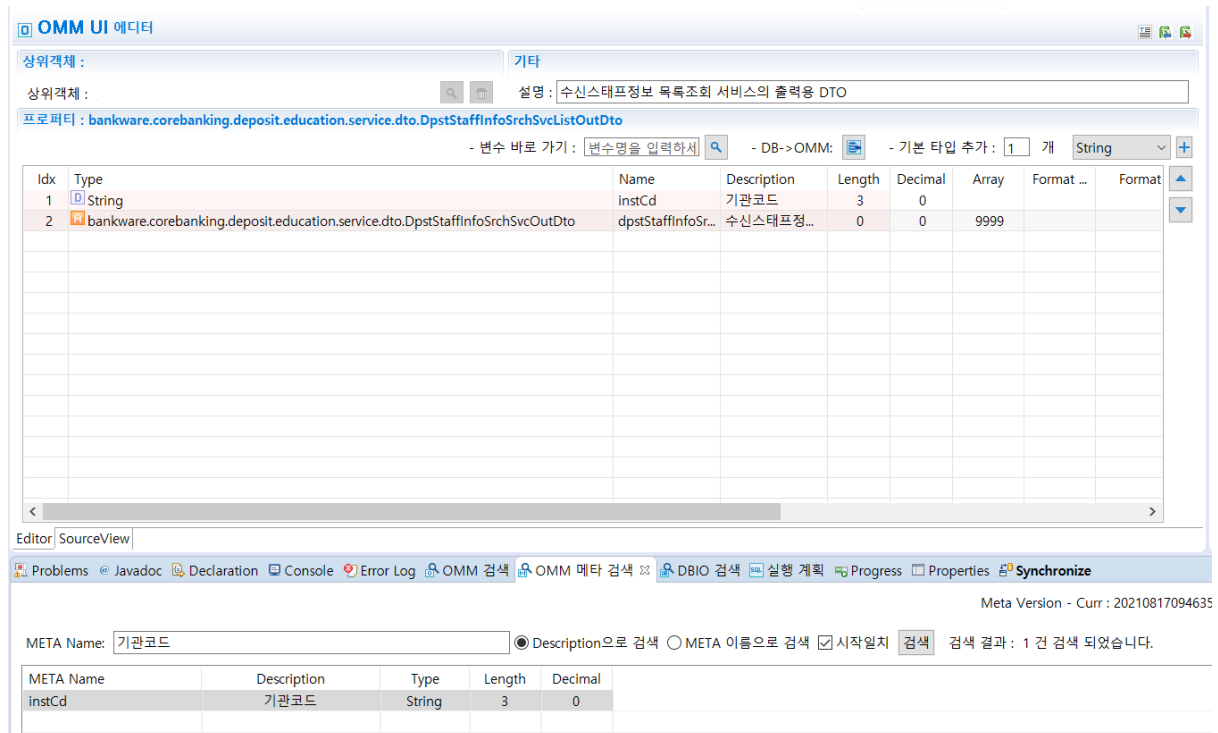 OMM UI 에디터
상위객체 : 기타
상위객체 : 설명 : 수신스태프정보 목록조회 서비스의 출력용 DTO
프로퍼티 : bankware.corebanking.deposit.education.service.dto.DpstStaffInfoSrchSvcListOutDto
- 변수 바로 가기 : 변수명을 입력하세 - DB->OMM: - 기본 타입 추가 : 1 개 String
Idx Type Name Description Length Decimal Array Format ... Format
1 D String instCd 기관코드 3 0
2 bankware.corebanking.deposit.education.service.dto.DpstStaffInfoSrchSvcOutDto dpstStaffInfoSr... 수신스태프정... 0 0 9999
Editor SourceView
Problems @ Javadoc Declaration Console Error Log OMM 검색 OMM 메타 검색 DBIO 검색 실행 계획 Progress Properties Synchronize
Meta Version - Curr : 20210817094635
META Name: 기관코드 Description으로 검색 META 이름으로 검색 시작일치 검색 검색 결과 : 1 건 검색 되었습니다.
META Name Description Type Length Decimal
instCd 기관코드 String 3 0